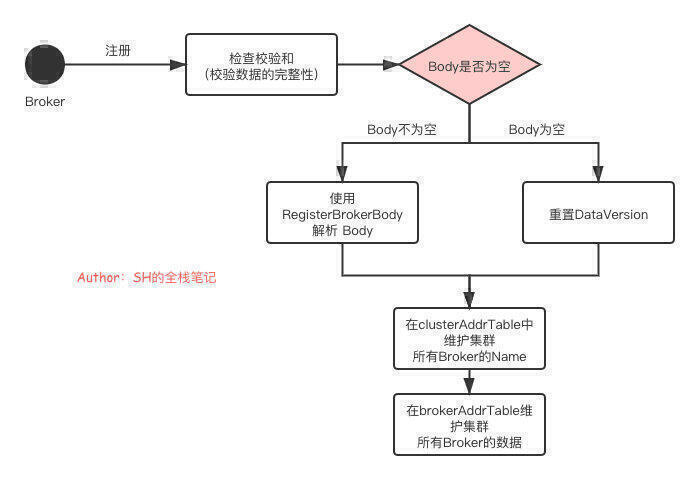 注册
检查校验和
（校验数据的完整性）
Body是否为空
Broker
Body不为空
Body为空
使用
RegisterBrokerBody
解析 Body
重置DataVersion
Author：SH的全栈笔记
在clusterAddrTable中
维护集群
所有Broker的Name
在brokerAddrTable维
护集群
所有Broker的数据